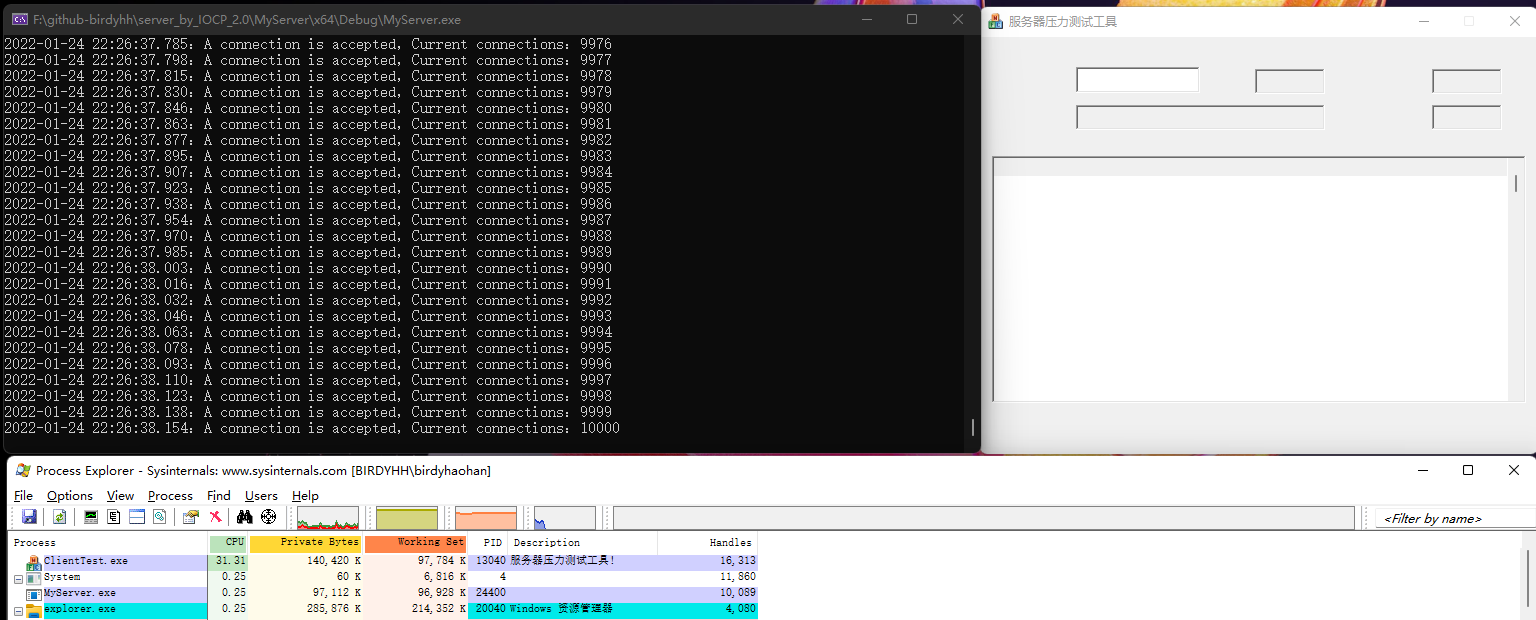 F:\github-birdyhh\server_by_IOCP_2.0\MyServer\x64\Debug\MyServer.exe
2022-01-24 22:26:37.785: A connection is accepted, Current connections: 9976
2022-01-24 22:26:37.798: A connection is accepted, Current connections: 9977
2022-01-24 22:26:37.815: A connection is accepted, Current connections: 9978
2022-01-24 22:26:37.830: A connection is accepted, Current connections: 9979
2022-01-24 22:26:37.846: A connection is accepted, Current connections: 9980
2022-01-24 22:26:37.863: A connection is accepted, Current connections: 9981
2022-01-24 22:26:37.877: A connection is accepted, Current connections: 9982
2022-01-24 22:26:37.895: A connection is accepted, Current connections: 9983
2022-01-24 22:26:37.907: A connection is accepted, Current connections: 9984
2022-01-24 22:26:37.923: A connection is accepted, Current connections: 9985
2022-01-24 22:26:37.938: A connection is accepted, Current connections: 9986
2022-01-24 22:26:37.954: A connection is accepted, Current connections: 9987
2022-01-24 22:26:37.970: A connection is accepted, Current connections: 9988
2022-01-24 22:26:37.985: A connection is accepted, Current connections: 9989
2022-01-24 22:26:38.003: A connection is accepted, Current connections: 9990
2022-01-24 22:26:38.016: A connection is accepted, Current connections: 9991
2022-01-24 22:26:38.032: A connection is accepted, Current connections: 9992
2022-01-24 22:26:38.046: A connection is accepted, Current connections: 9993
2022-01-24 22:26:38.063: A connection is accepted, Current connections: 9994
2022-01-24 22:26:38.078: A connection is accepted, Current connections: 9995
2022-01-24 22:26:38.093: A connection is accepted, Current connections: 9996
2022-01-24 22:26:38.110: A connection is accepted, Current connections: 9997
2022-01-24 22:26:38.123: A connection is accepted, Current connections: 9998
2022-01-24 22:26:38.138: A connection is accepted, Current connections: 9999
2022-01-24 22:26:38.154: A connection is accepted, Current connections: 10000
服务器压力测试工具
Process Explorer - Sysinternals: www.sysinternals.com [BIRDYHH\birdyhaohan]
File Options View Process Find Users Help
<Filter by name>
Process CPU Private Bytes Working Set PID Description Handles
ClientTest.exe 31.31 140,420 K 97,784 K 13040 服务器压力测试工具! 16,313
System 0.25 60 K 6,816 K 4 11,860
MyServer.exe 0.25 97,112 K 96,928 K 24400 10,089
explorer.exe 0.25 285,876 K 214,352 K 20040 Windows 资源管理器 4,080